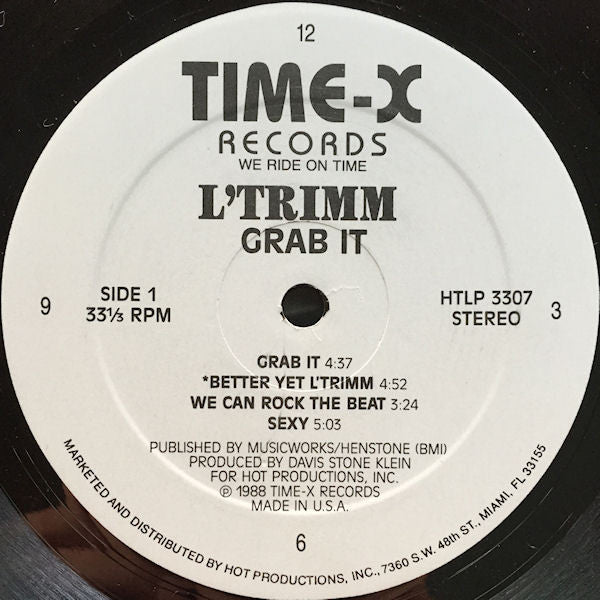 12
TIME-X
RECORDS
WE RIDE ON TIME
L'TRIMM
GRAB IT
9
SIDE 1
33⅓ RPM
HTLP 3307
STEREO
3
GRAB IT 4:37
*BETTER YET L'TRIMM 4:52
WE CAN ROCK THE BEAT 3:24
SEXY 5:03
PUBLISHED BY MUSICWORKS/HENSTONE (BMI)
PRODUCED BY DAVIS STONE KLEIN
FOR HOT PRODUCTIONS, INC.
℗ 1988 TIME-X RECORDS
MADE IN U.S.A.
6
MARKETED AND DISTRIBUTED BY HOT PRODUCTIONS, INC., 7360 S.W. 48th ST., MIAMI, FL 33155